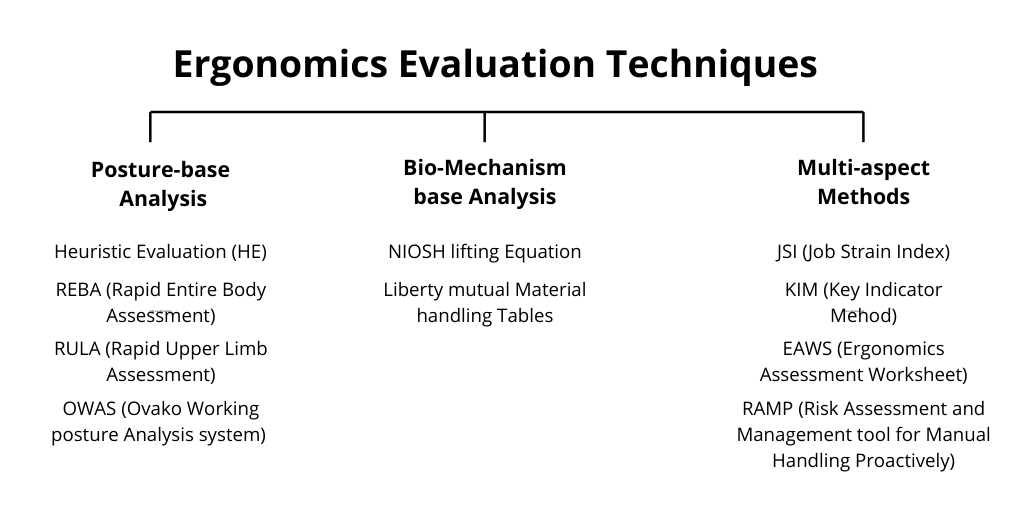 Ergonomics Evaluation Techniques
Posture-base
Analysis
Heuristic Evaluation (HE)
REBA (Rapid Entire Body
Assessment)
RULA (Rapid Upper Limb
Assessment)
OWAS (Ovako Working
posture Analysis system)
Bio-Mechanism
base Analysis
NIOSH lifting Equation
Liberty mutual Material
handling Tables
Multi-aspect
Methods
JSI (Job Strain Index)
KIM (Key Indicator
Mehod)
EAWS (Ergonomics
Assessment Worksheet)
RAMP (Risk Assessment and
Management tool for Manual
Handling Proactively)